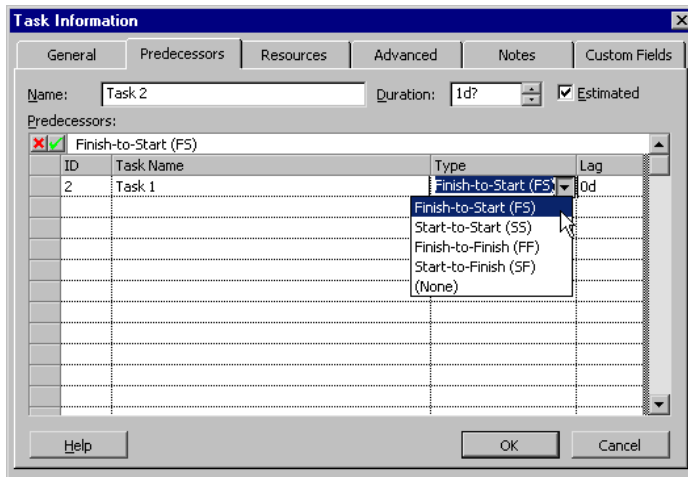 Task Information
General Predecessors Resources Advanced Notes Custom Fields
Name: Task 2 Duration: 1d? Estimated
Predecessors:
Finish-to-Start (FS)
ID Task Name Type Lag
2 Task 1 Finish-to-Start (FS) 0d
Finish-to-Start (FS)
Start-to-Start (SS)
Finish-to-Finish (FF)
Start-to-Finish (SF)
(None)
Help OK Cancel